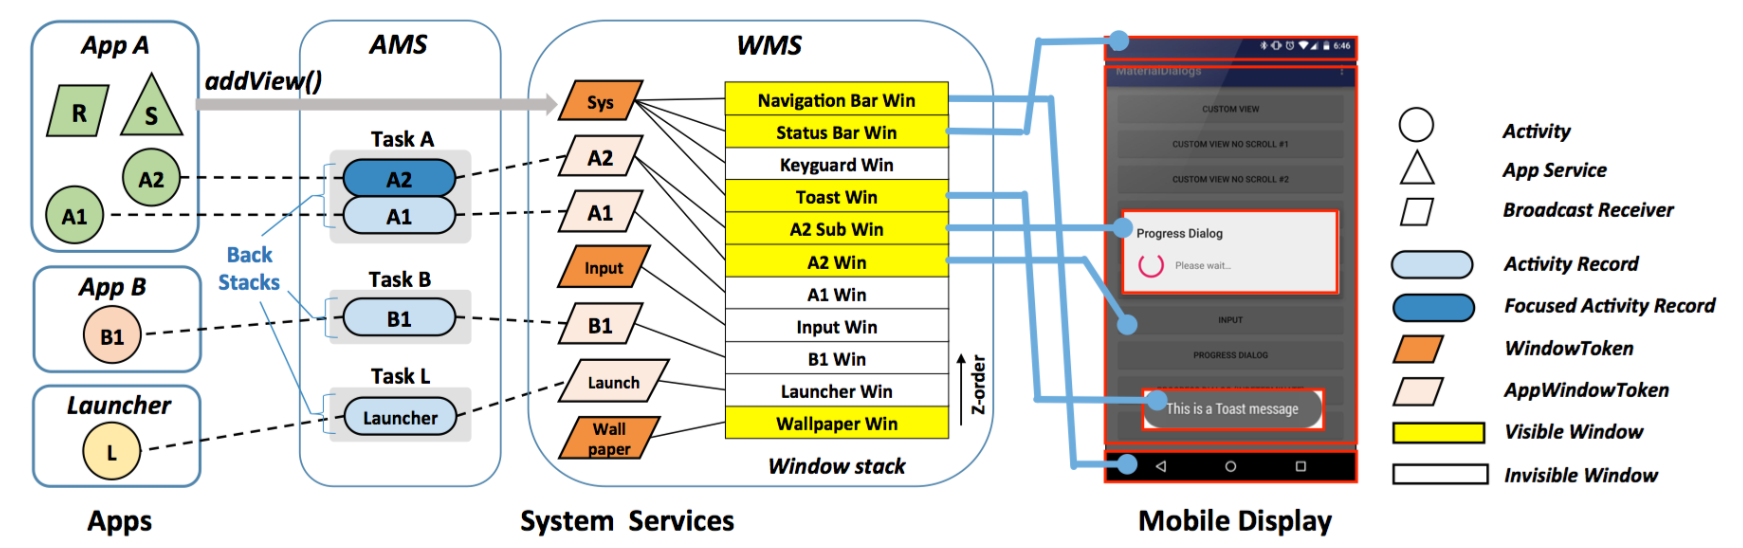 App A
R
S
A2
A1
App B
B1
Launcher
L
Apps
addView()
AMS
Task A
A2
A1
Back
Stacks
Task B
B1
Task L
Launcher
WMS
Sys
A2
A1
Input
B1
Launch
Wall
paper
Navigation Bar Win
Status Bar Win
Keyguard Win
Toast Win
A2 Sub Win
A2 Win
A1 Win
Input Win
B1 Win
Launcher Win
Wallpaper Win
Z-order
Window stack
System Services
6:46
MaterialDialogs
CUSTOM VIEW
CUSTOM VIEW NO SCROLL #1
CUSTOM VIEW NO SCROLL #2
Progress Dialog
Please wait...
INPUT
PROGRESS DIALOG
This is a Toast message
Mobile Display
Activity
App Service
Broadcast Receiver
Activity Record
Focused Activity Record
WindowToken
AppWindowToken
Visible Window
Invisible Window